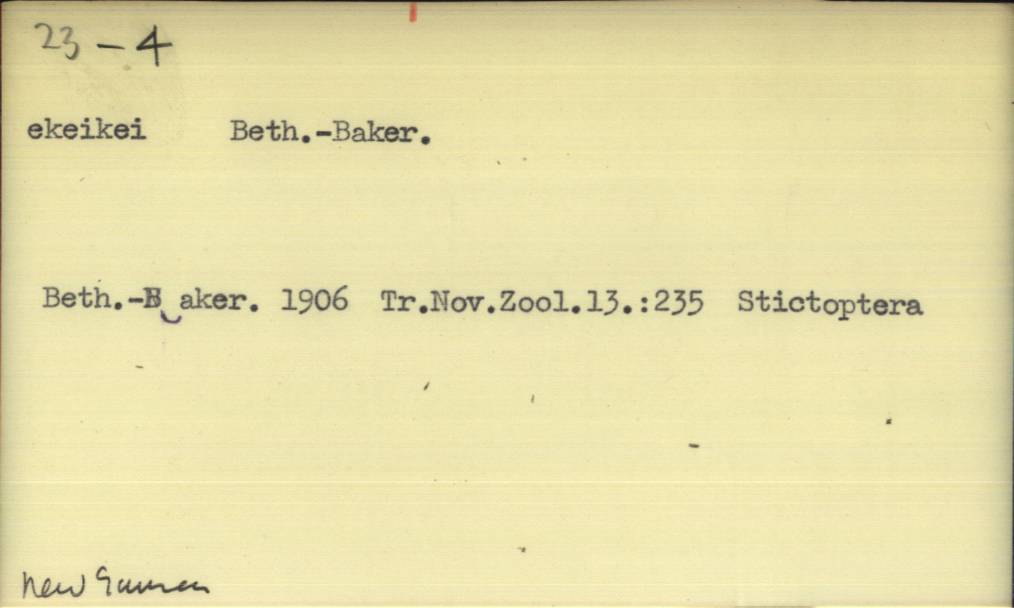 23 - 4
ekeikei Beth.-Baker.
Beth.-Baker. 1906 Tr.Nov.Zool.13.:235 Stictoptera
New Guinea